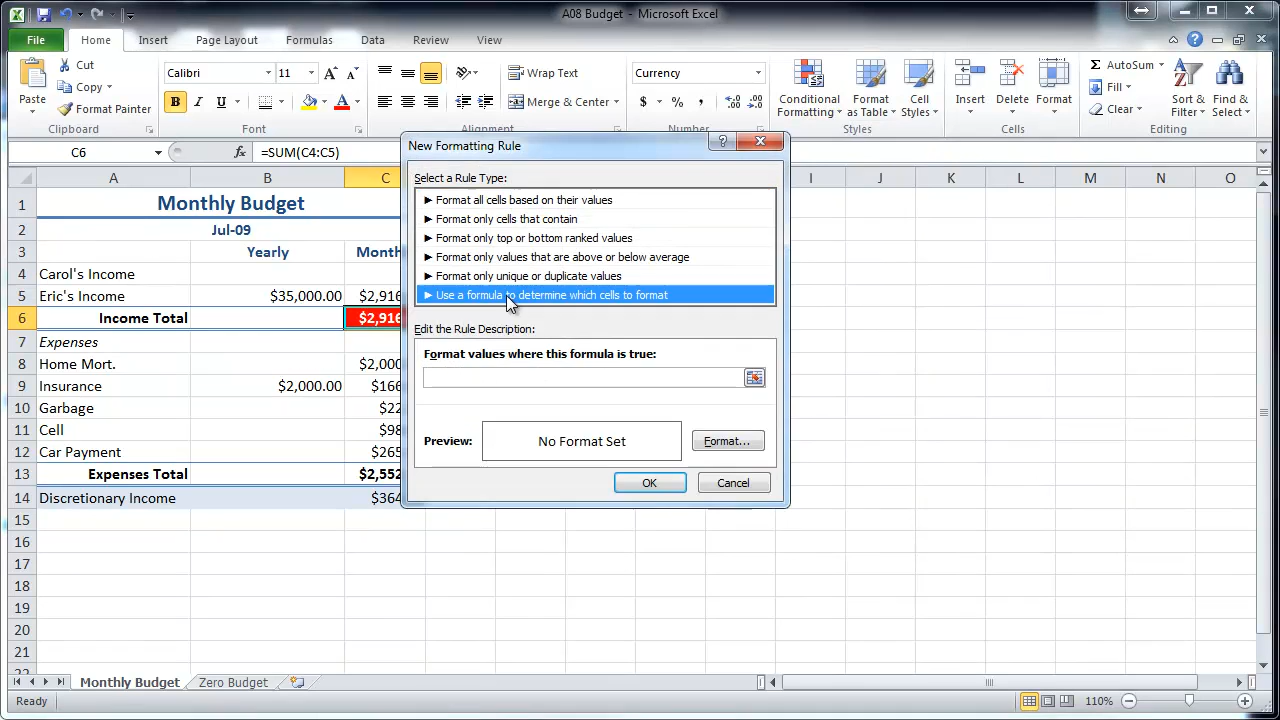 A08 Budget - Microsoft Excel
File Home Insert Page Layout Formulas Data Review View
Paste
Cut
Copy
Format Painter
Clipboard
Calibri 11
B I U
Font
Wrap Text
Merge & Center
Alignment
Currency
$ % ,
Number
Conditional Formatting
Format as Table
Cell Styles
Styles
Insert Delete Format
Cells
Σ AutoSum
Fill
Clear
Sort & Filter
Find & Select
Editing
C6 fx =SUM(C4:C5)
A B C I J K L M N O
1 Monthly Budget
2 Jul-09
3 Yearly Month
4 Carol's Income
5 Eric's Income $35,000.00 $2,916
6 Income Total $2,916
7 Expenses
8 Home Mort. $2,000
9 Insurance $2,000.00 $166
10 Garbage $22
11 Cell $98
12 Car Payment $265
13 Expenses Total $2,552
14 Discretionary Income $364
15
16
17
18
19
20
21
22
New Formatting Rule
Select a Rule Type:
► Format all cells based on their values
► Format only cells that contain
► Format only top or bottom ranked values
► Format only values that are above or below average
► Format only unique or duplicate values
► Use a formula to determine which cells to format
Edit the Rule Description:
Format values where this formula is true:
Preview: No Format Set Format...
OK Cancel
Monthly Budget Zero Budget
Ready 110%